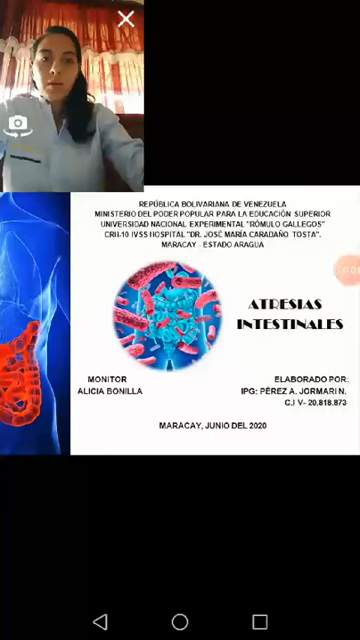 REPÚBLICA BOLIVARIANA DE VENEZUELA
MINISTERIO DEL PODER POPULAR PARA LA EDUCACIÓN SUPERIOR
UNIVERSIDAD NACIONAL EXPERIMENTAL "RÓMULO GALLEGOS"
CRII-10 IVSS HOSPITAL "DR. JOSÉ MARÍA CARABAÑO TOSTA".
MARACAY - ESTADO ARAGUA
ATRESIAS
INTESTINALES
MONITOR
ALICIA BONILLA
ELABORADO POR:
IPG: PÉREZ A. JORMARI N.
C.I V- 20.818.873
MARACAY, JUNIO DEL 2020